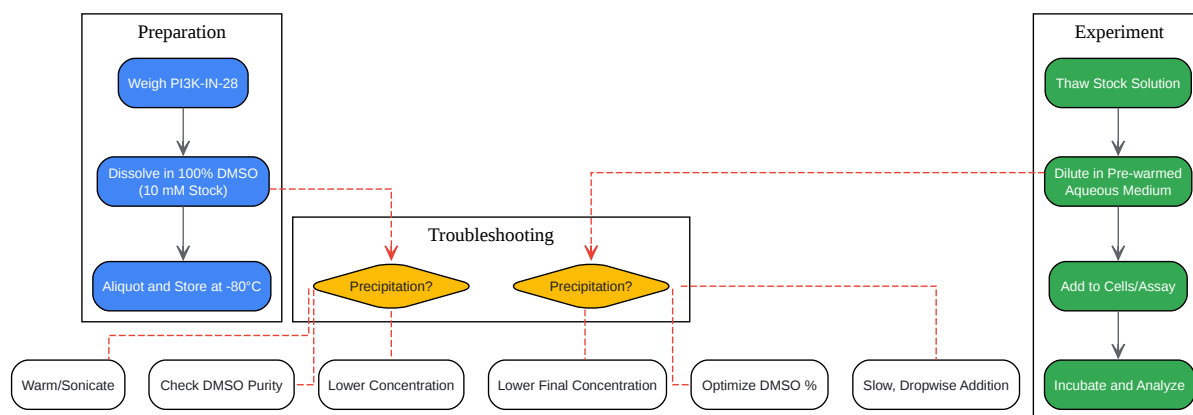 Preparation
Weigh PI3K-IN-28
Dissolve in 100% DMSO
(10 mM Stock)
Aliquot and Store at -80°C
Troubleshooting
Precipitation?
Precipitation?
Warm/Sonicate
Check DMSO Purity
Lower Concentration
Lower Final Concentration
Optimize DMSO %
Slow, Dropwise Addition
Experiment
Thaw Stock Solution
Dilute in Pre-warmed
Aqueous Medium
Add to Cells/Assay
Incubate and Analyze